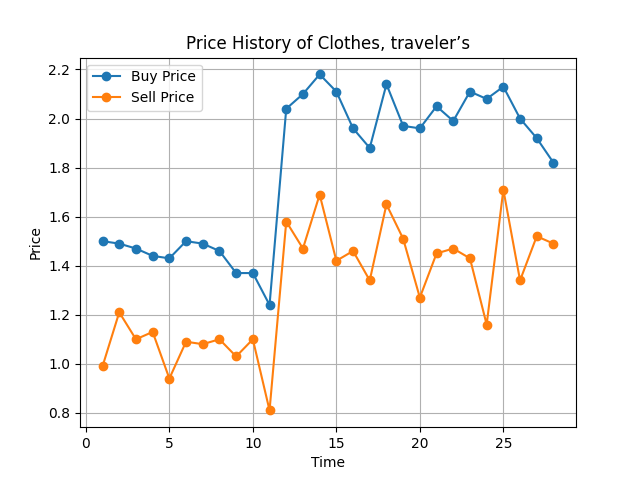 Price History of Clothes, traveler’s
Buy Price
Sell Price
Price
2.2
2.0
1.8
1.6
1.4
1.2
1.0
0.8
0 5 10 15 20 25
Time